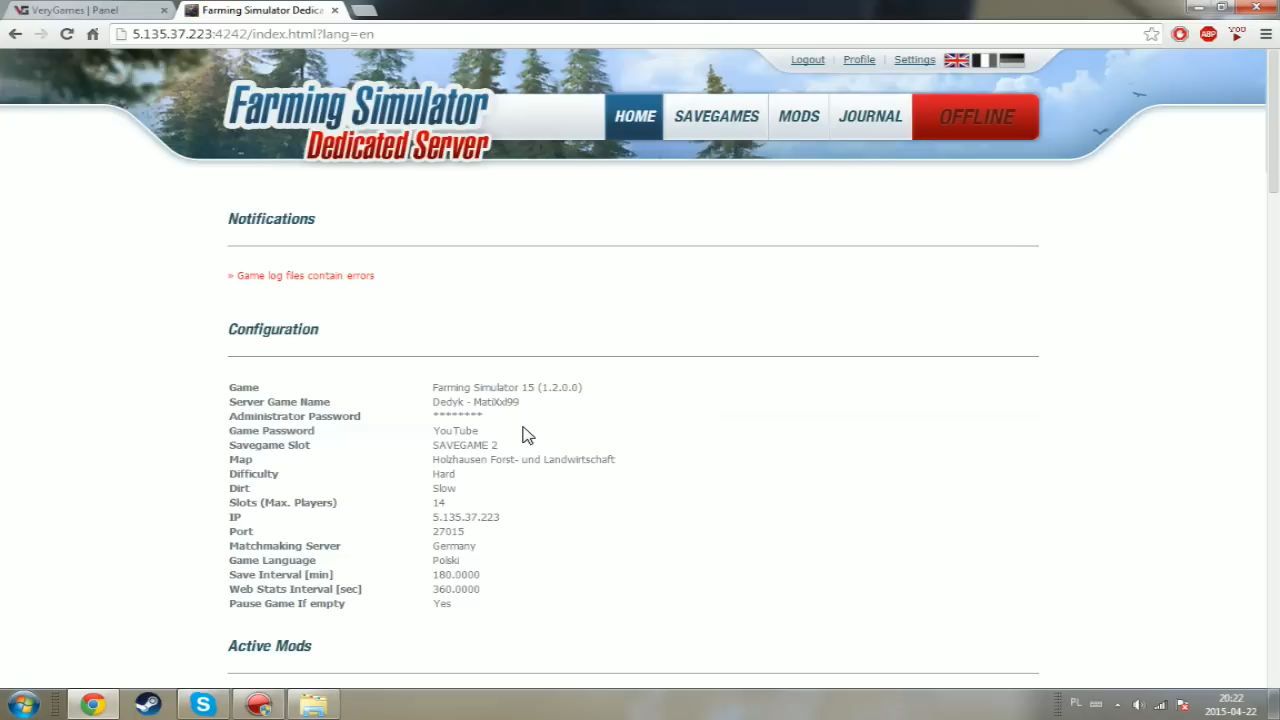 VeryGames | Panel
Farming Simulator Dedica
5.135.37.223:4242/index.html?lang=en
ABP
Logout
Profile
Settings
Farming Simulator
Dedicated Server
HOME
SAVEGAMES
MODS
JOURNAL
OFFLINE
Notifications
» Game log files contain errors
Configuration
Game Farming Simulator 15 (1.2.0.0)
Server Game Name Dedyk - MatiXxl99
Administrator Password ********
Game Password YouTube
Savegame Slot SAVEGAME 2
Map Holzhausen Forst- und Landwirtschaft
Difficulty Hard
Dirt Slow
Slots (Max. Players) 14
IP 5.135.37.223
Port 27015
Matchmaking Server Germany
Game Language Polski
Save Interval [min] 180.0000
Web Stats Interval [sec] 360.0000
Pause Game If empty Yes
Active Mods
PL
20:22
2015-04-22